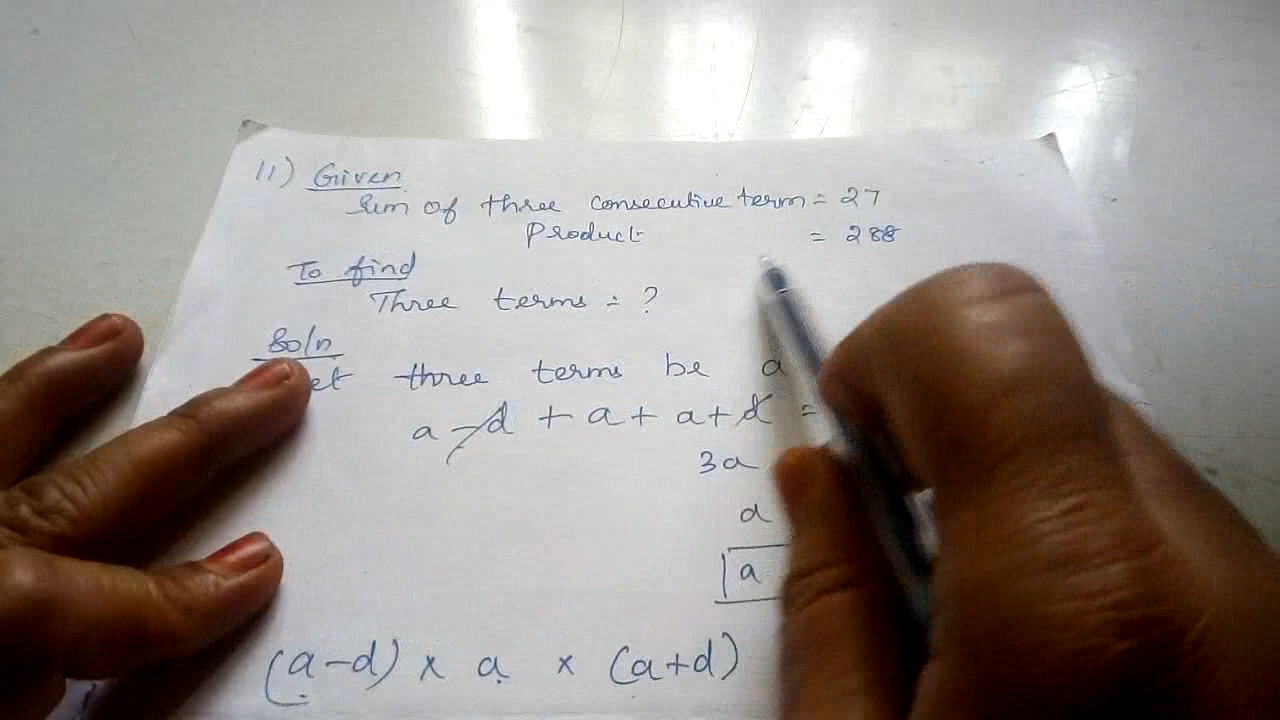 11) Given
Sum of three consecutive term = 27
Product = 288
To find
Three terms = ?
Soln
three terms be a
a - d + a + a + d =
3a
a
a
(a-d) x a x (a+d)